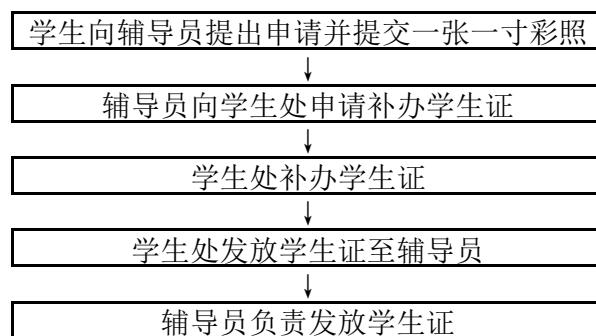 学生向辅导员提出申请并提交一张一寸彩照
辅导员向学生处申请补办学生证
学生处补办学生证
学生处发放学生证至辅导员
辅导员负责发放学生证